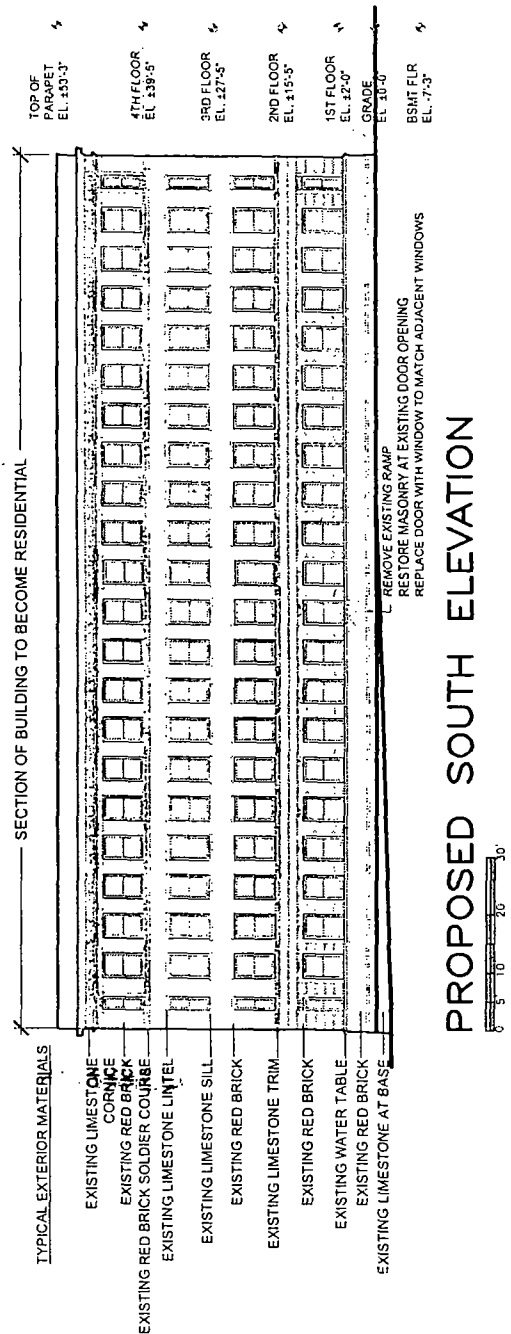 SECTION OF BUILDING TO BECOME RESIDENTIAL
TYPICAL EXTERIOR MATERIALS
EXISTING LIMESTONE
CORNICE
EXISTING RED BRICK
EXISTING RED BRICK SOLDIER COURSE
EXISTING LIMESTONE LINTEL
EXISTING LIMESTONE SILL
EXISTING RED BRICK
EXISTING LIMESTONE TRIM
EXISTING RED BRICK
EXISTING WATER TABLE
EXISTING RED BRICK
EXISTING LIMESTONE AT BASE
TOP OF
PARAPET
EL. ±53'-3"
4TH FLOOR
EL. ±39'-5"
3RD FLOOR
EL. ±27'-5"
2ND FLOOR
EL. ±15'-5"
1ST FLOOR
EL. ±2'-0"
GRADE
EL. ±0'-0
BSMT FLR
EL. -7'-3"
REMOVE EXISTING RAMP
RESTORE MASONRY AT EXISTING DOOR OPENING
REPLACE DOOR WITH WINDOW TO MATCH ADJACENT WINDOWS
PROPOSED SOUTH ELEVATION
0 5 10 20 30'